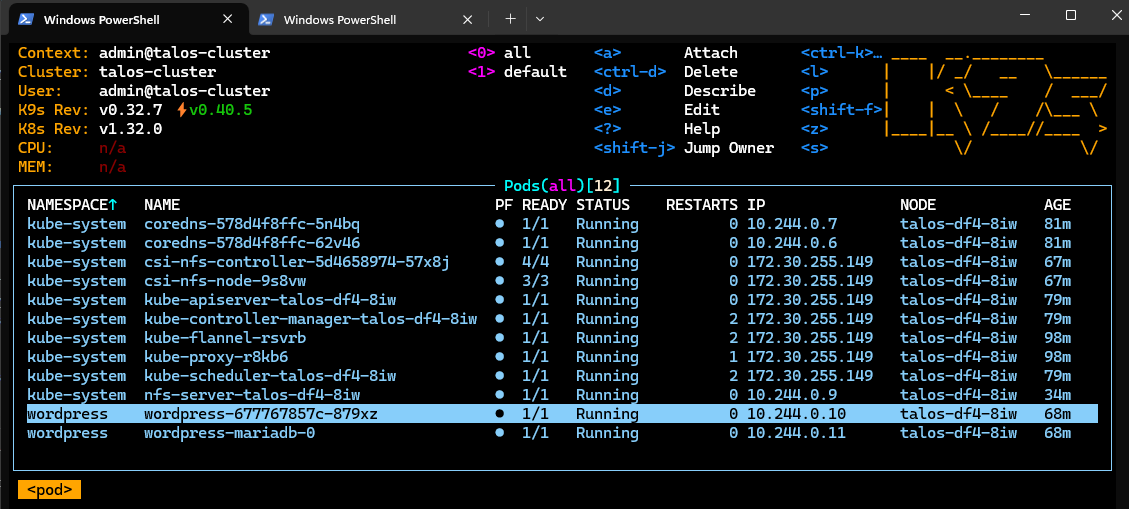 Windows PowerShell Windows PowerShell
Context: admin@talos-cluster <0> all <a> Attach <ctrl-k>…
Cluster: talos-cluster <1> default <ctrl-d> Delete <l>
User: admin@talos-cluster <d> Describe <p>
K9s Rev: v0.32.7 ⚡v0.40.5 <e> Edit <shift-f>
K8s Rev: v1.32.0 <?> Help <z>
CPU: n/a <shift-j> Jump Owner <s>
MEM: n/a
Pods(all)[12]
NAMESPACE↑ NAME PF READY STATUS RESTARTS IP NODE AGE
kube-system coredns-578d4f8ffc-5n4bq ● 1/1 Running 0 10.244.0.7 talos-df4-8iw 81m
kube-system coredns-578d4f8ffc-62v46 ● 1/1 Running 0 10.244.0.6 talos-df4-8iw 81m
kube-system csi-nfs-controller-5d4658974-57x8j ● 4/4 Running 0 172.30.255.149 talos-df4-8iw 67m
kube-system csi-nfs-node-9s8vw ● 3/3 Running 0 172.30.255.149 talos-df4-8iw 67m
kube-system kube-apiserver-talos-df4-8iw ● 1/1 Running 0 172.30.255.149 talos-df4-8iw 79m
kube-system kube-controller-manager-talos-df4-8iw ● 1/1 Running 2 172.30.255.149 talos-df4-8iw 79m
kube-system kube-flannel-rsvrb ● 1/1 Running 2 172.30.255.149 talos-df4-8iw 98m
kube-system kube-proxy-r8kb6 ● 1/1 Running 1 172.30.255.149 talos-df4-8iw 98m
kube-system kube-scheduler-talos-df4-8iw ● 1/1 Running 2 172.30.255.149 talos-df4-8iw 79m
kube-system nfs-server-talos-df4-8iw ● 1/1 Running 0 10.244.0.9 talos-df4-8iw 34m
wordpress wordpress-677767857c-879xz ● 1/1 Running 0 10.244.0.10 talos-df4-8iw 68m
wordpress wordpress-mariadb-0 ● 1/1 Running 0 10.244.0.11 talos-df4-8iw 68m
<pod>